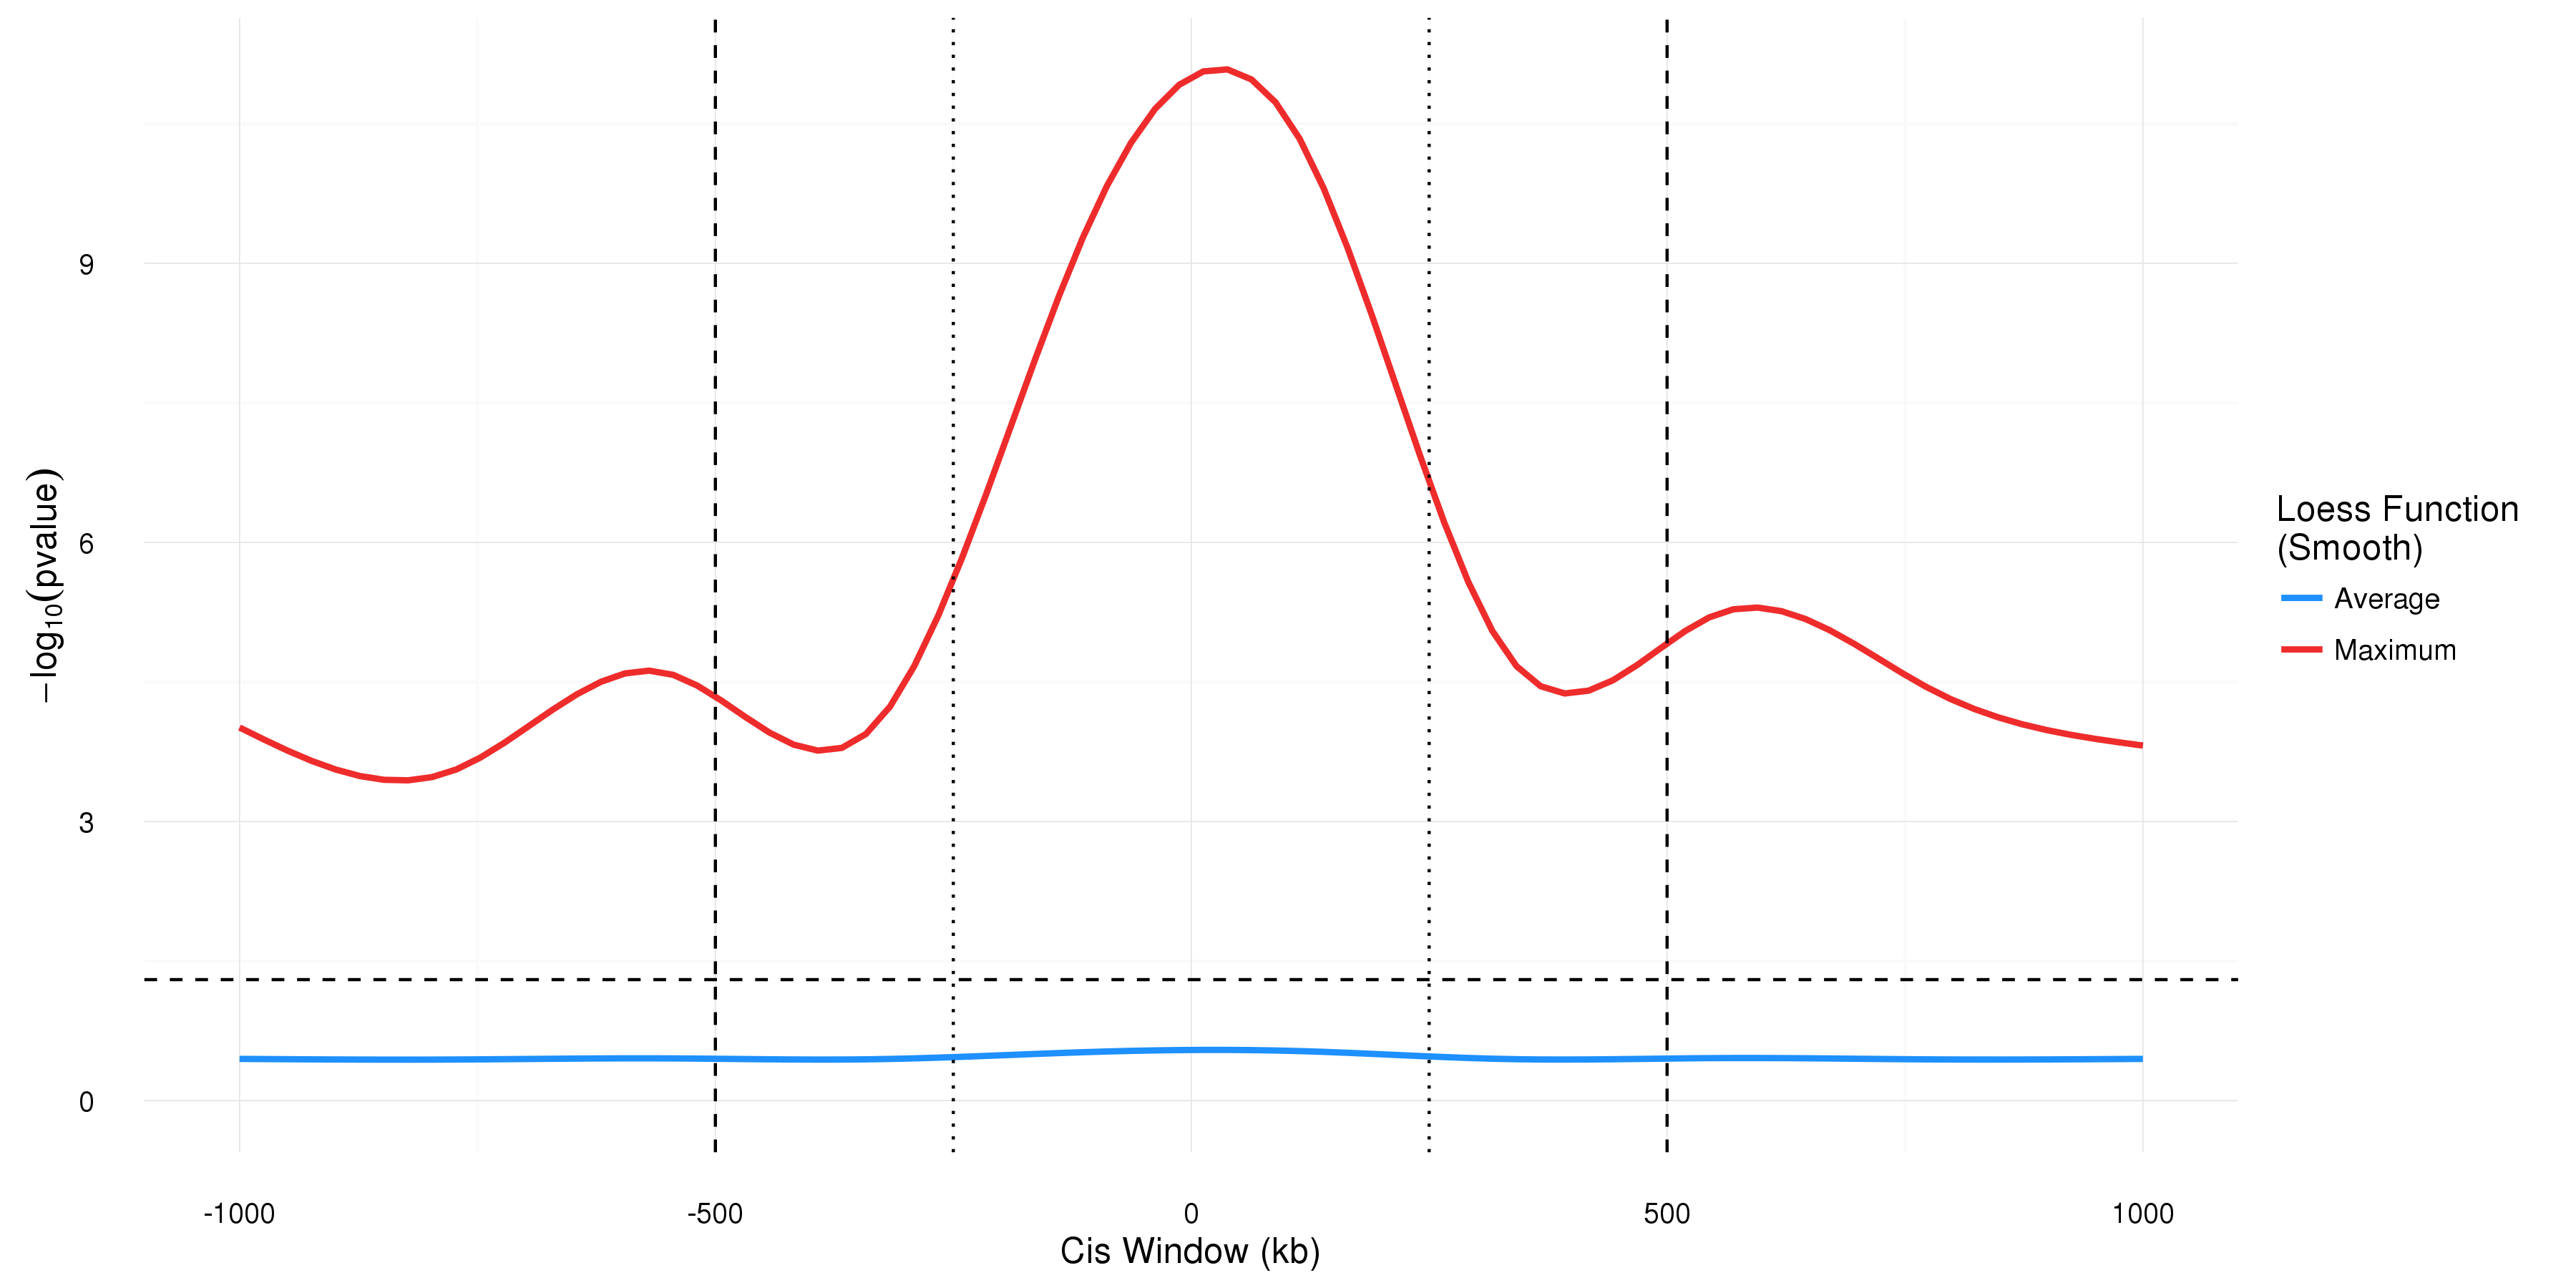 −log₁₀(pvalue)
9
6
3
0
-1000 -500 0 500 1000
Cis Window (kb)
Loess Function
(Smooth)
Average
Maximum